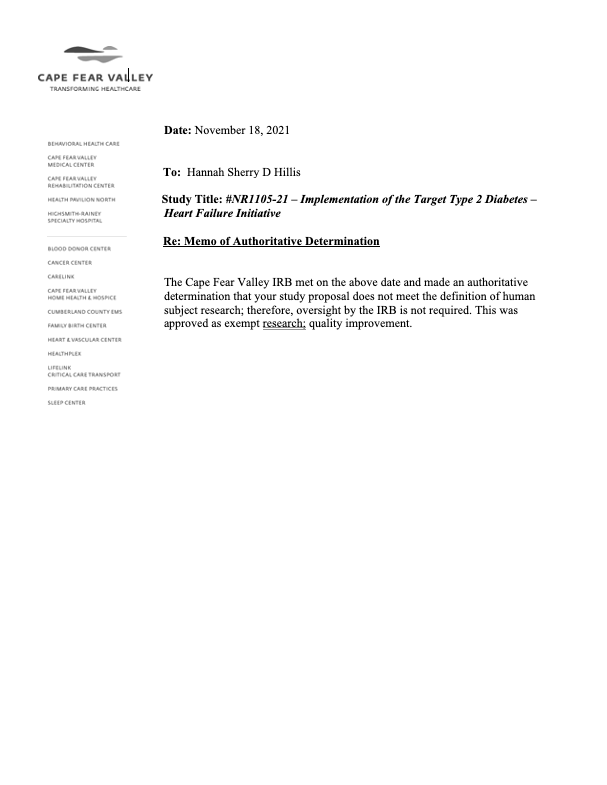 CAPE FEAR VALLEY
TRANSFORMING HEALTHCARE
Date: November 18, 2021
To: Hannah Sherry D Hillis
Study Title: #NR1105-21 – Implementation of the Target Type 2 Diabetes –
Heart Failure Initiative
Re: Memo of Authoritative Determination
The Cape Fear Valley IRB met on the above date and made an authoritative
determination that your study proposal does not meet the definition of human
subject research; therefore, oversight by the IRB is not required. This was
approved as exempt research; quality improvement.
BEHAVIORAL HEALTH CARE
CAPE FEAR VALLEY
MEDICAL CENTER
CAPE FEAR VALLEY
REHABILITATION CENTER
HEALTH PAVILION NORTH
HIGHSMITH-RAINEY
SPECIALTY HOSPITAL
BLOOD DONOR CENTER
CANCER CENTER
CARELINK
CAPE FEAR VALLEY
HOME HEALTH & HOSPICE
CUMBERLAND COUNTY EMS
FAMILY BIRTH CENTER
HEART & VASCULAR CENTER
HEALTHPLEX
LIFELINK
CRITICAL CARE TRANSPORT
PRIMARY CARE PRACTICES
SLEEP CENTER